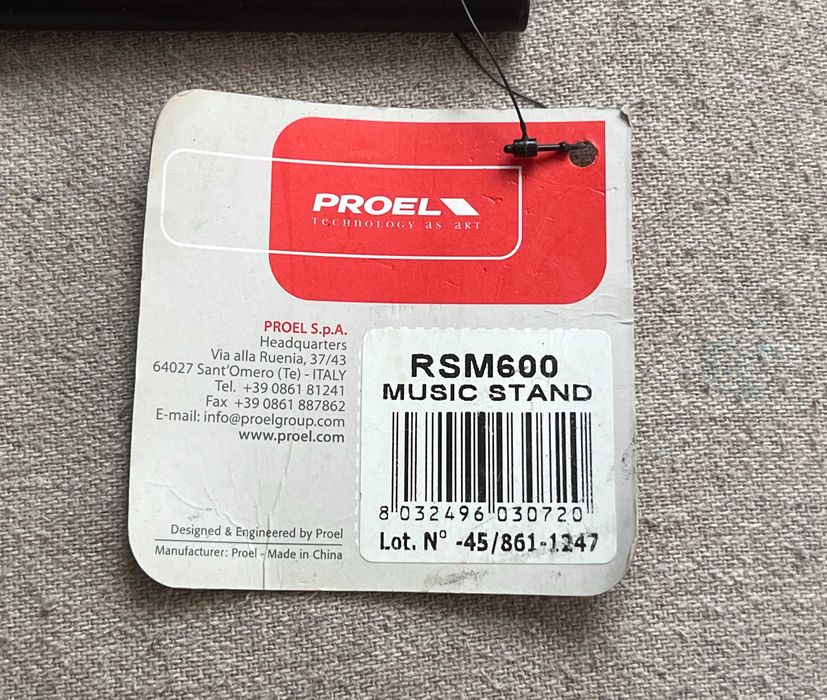 PROEL
TECHNOLOGY AS ART
PROEL S.p.A.
Headquarters
Via alla Ruenia, 37/43
64027 Sant'Omero (Te) - ITALY
Tel. +39 0861 81241
Fax +39 0861 887862
E-mail: info@proelgroup.com
www.proel.com
Designed & Engineered by Proel
Manufacturer: Proel - Made in China
RSM600
MUSIC STAND
8 032496 030720
Lot. N° -45/861-1247